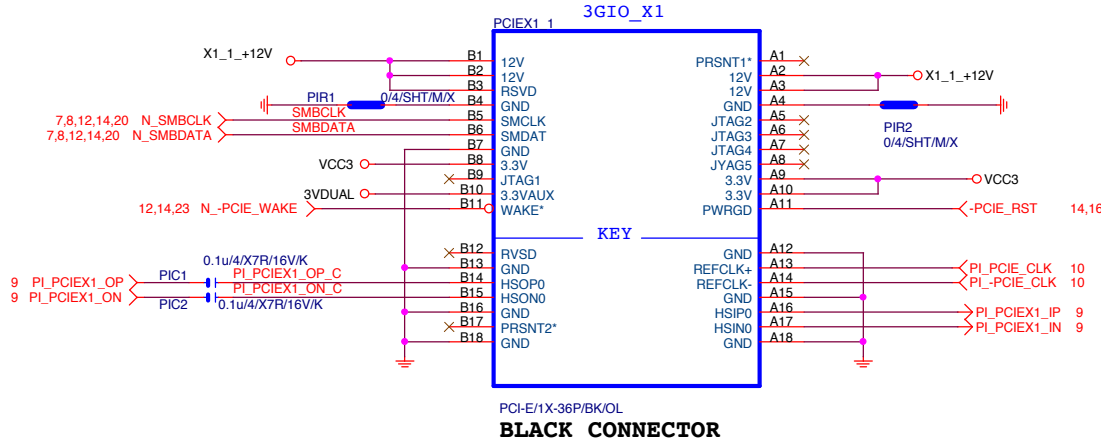 3GIO_X1
PCIEX1_1
X1_1_+12V
B1 12V
B2 12V
B3 RSVD
PIR1 0/4/SHT/M/X B4 GND
7,8,12,14,20 N_SMBCLK SMBCLK B5 SMCLK
7,8,12,14,20 N_SMBDATA SMBDATA B6 SMDAT
B7 GND
VCC3 B8 3.3V
B9 JTAG1
3VDUAL B10 3.3VAUX
12,14,23 N_-PCIE_WAKE B11 WAKE*
PRSNT1* A1
12V A2 X1_1_+12V
12V A3
GND A4
PIR2
0/4/SHT/M/X
JTAG2 A5
JTAG3 A6
JTAG4 A7
JYAG5 A8
3.3V A9 VCC3
3.3V A10
PWRGD A11 -PCIE_RST 14,16
KEY
B12 RVSD
B13 GND
0.1u/4/X7R/16V/K
9 PI_PCIEX1_OP PIC1 PI_PCIEX1_OP_C B14 HSOP0
9 PI_PCIEX1_ON PIC2 PI_PCIEX1_ON_C B15 HSON0
0.1u/4/X7R/16V/K
B16 GND
B17 PRSNT2*
B18 GND
GND A12
REFCLK+ A13 PI_PCIE_CLK 10
REFCLK- A14 PI_-PCIE_CLK 10
GND A15
HSIP0 A16 PI_PCIEX1_IP 9
HSIN0 A17 PI_PCIEX1_IN 9
GND A18
PCI-E/1X-36P/BK/OL
BLACK CONNECTOR